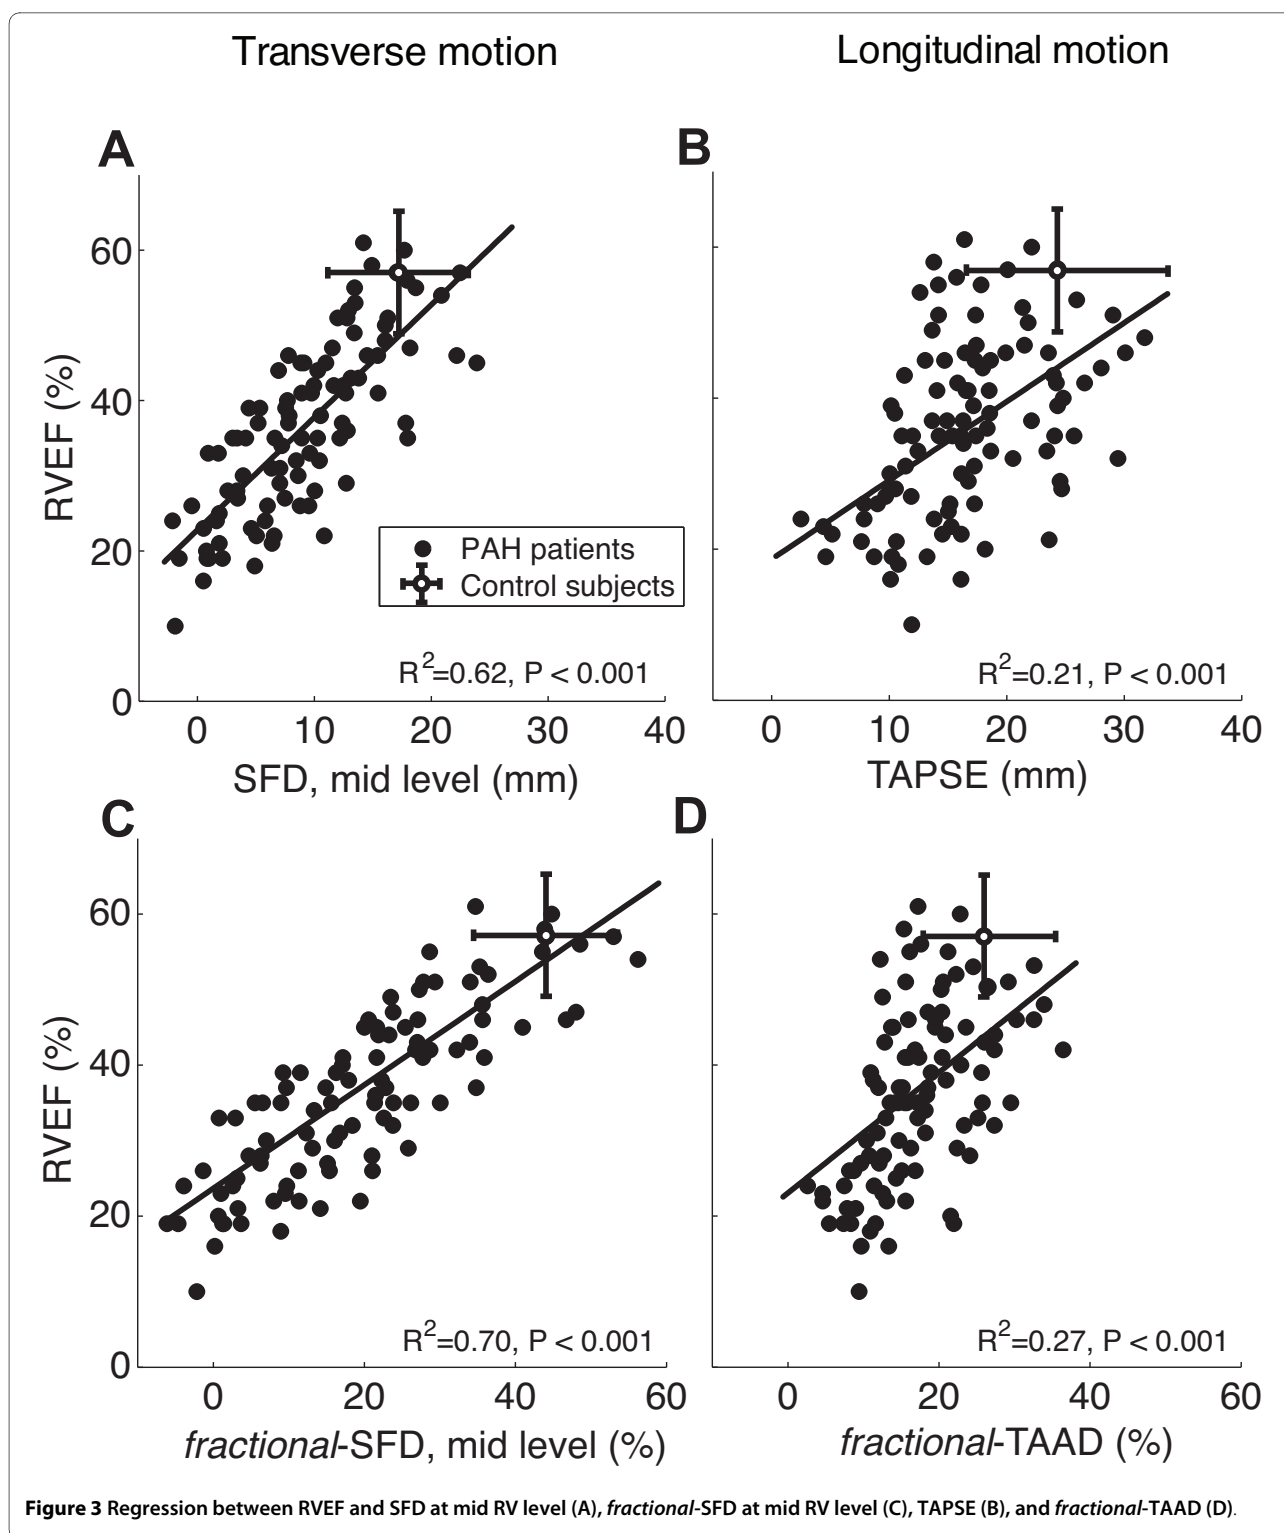 Transverse motion
Longitudinal motion
A
B
60
40
20
0
RVEF (%)
PAH patients
Control subjects
R²=0.62, P < 0.001
R²=0.21, P < 0.001
0 10 20 30 40
0 10 20 30 40
SFD, mid level (mm)
TAPSE (mm)
C
D
60
40
20
0
RVEF (%)
R²=0.70, P < 0.001
R²=0.27, P < 0.001
0 20 40 60
0 20 40 60
fractional-SFD, mid level (%)
fractional-TAAD (%)
Figure 3 Regression between RVEF and SFD at mid RV level (A), fractional-SFD at mid RV level (C), TAPSE (B), and fractional-TAAD (D).